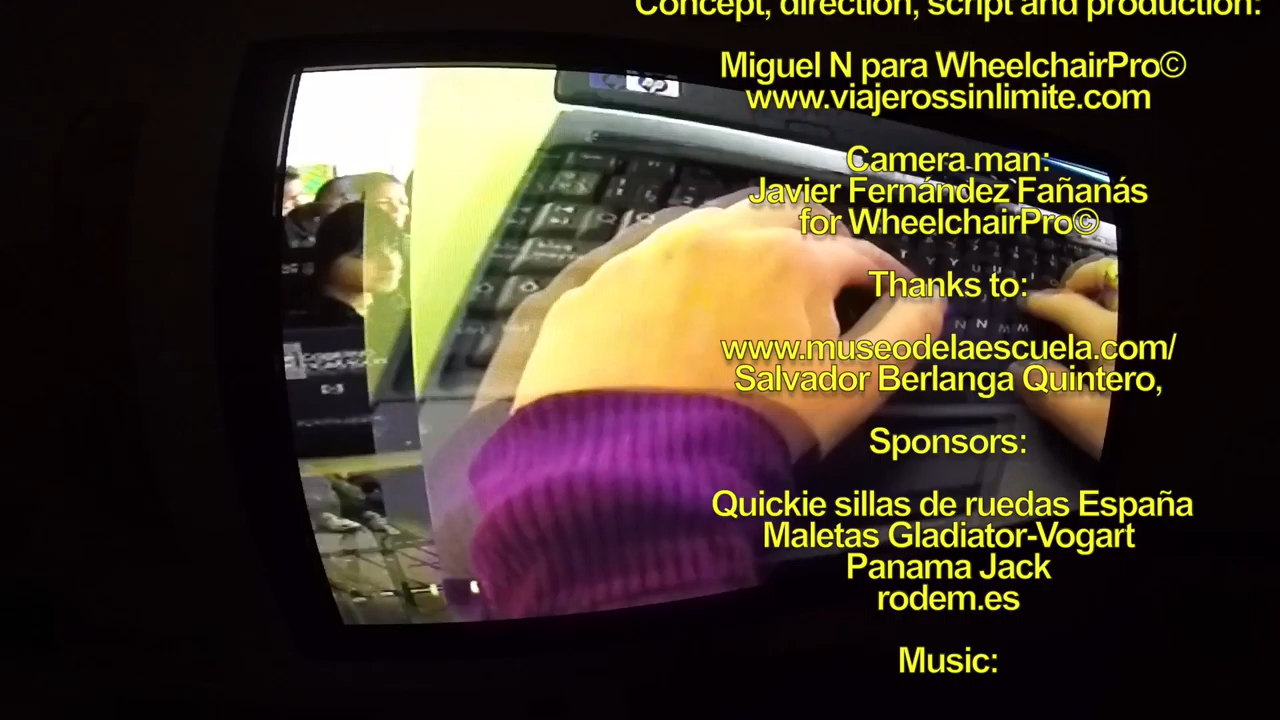 Concept, direction, script and production:
Miguel N para WheelchairPro©
www.viajerossinlimite.com
Camera man:
Javier Fernández Fañanás
for WheelchairPro©
Thanks to:
www.museodelaescuela.com/
Salvador Berlanga Quintero,
Sponsors:
Quickie sillas de ruedas España
Maletas Gladiator-Vogart
Panama Jack
rodem.es
Music:
hp